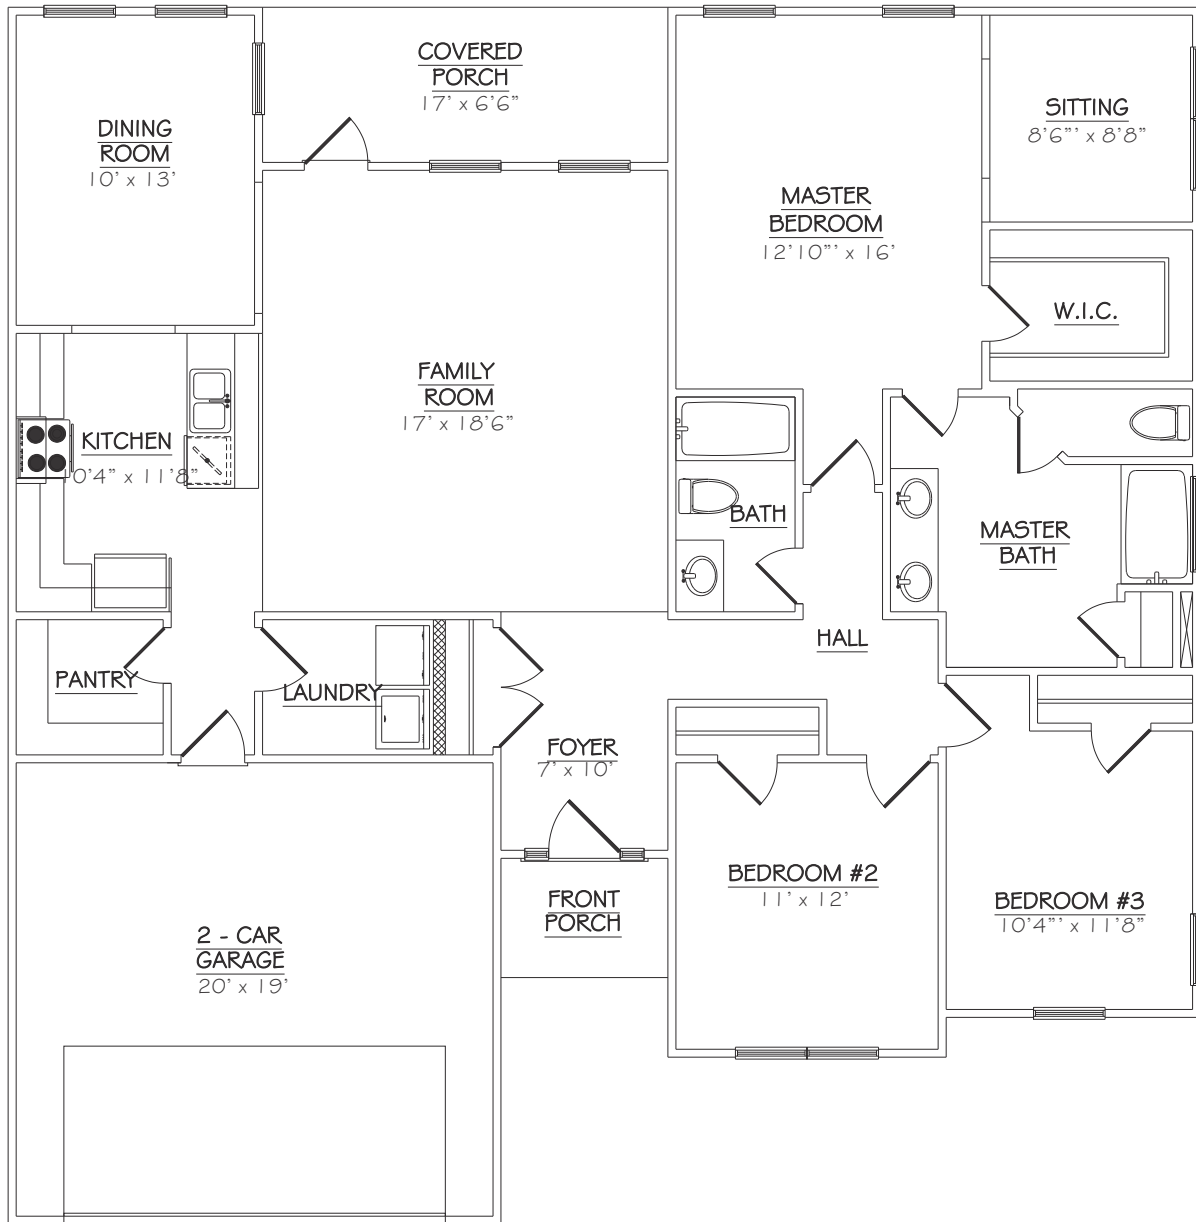 COVERED
PORCH
17' x 6'6"
DINING
ROOM
10' x 13'
SITTING
8'6"' x 8'8"
MASTER
BEDROOM
12'10"' x 16'
W.I.C.
FAMILY
ROOM
17' x 18'6"
KITCHEN
0'4" x 11'8"
BATH
MASTER
BATH
HALL
PANTRY
LAUNDRY
FOYER
7' x 10'
BEDROOM #2
11' x 12'
FRONT
PORCH
BEDROOM #3
10'4"' x 11'8"
2 - CAR
GARAGE
20' x 19'